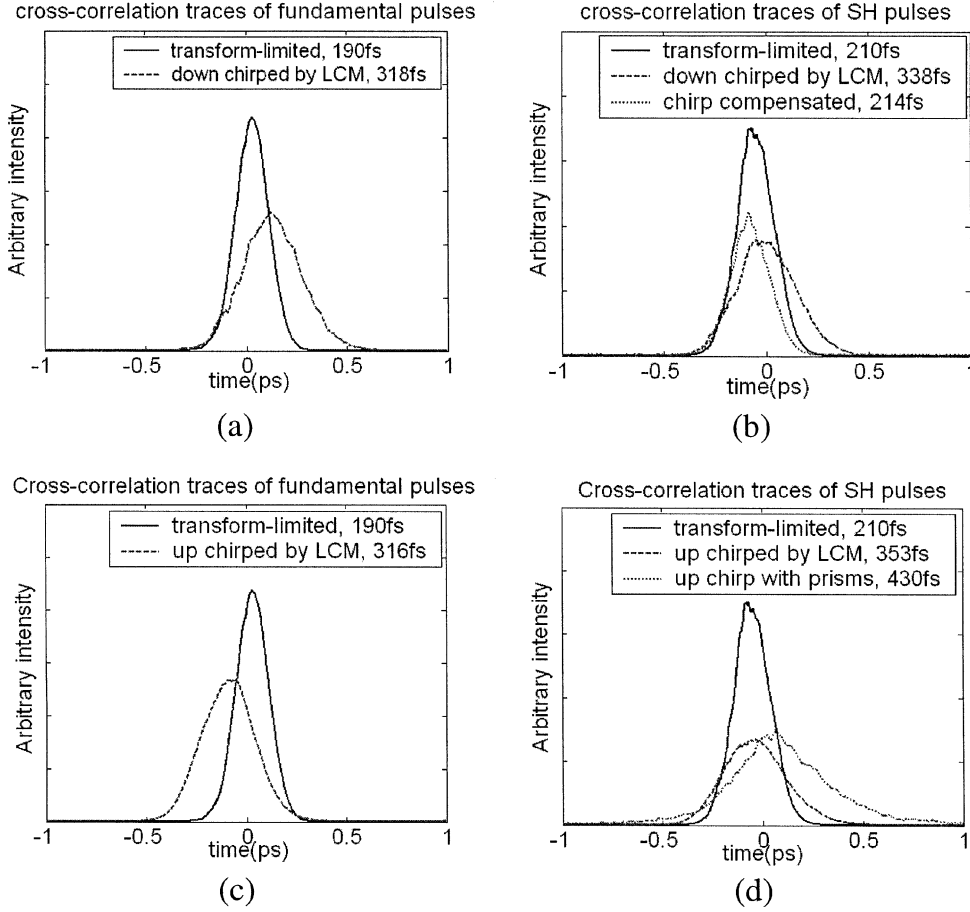 cross-correlation traces of fundamental pulses
transform-limited, 190fs
down chirped by LCM, 318fs
Arbitrary intensity
-1 -0.5 0 0.5 1
time(ps)
(a)
cross-correlation traces of SH pulses
transform-limited, 210fs
down chirped by LCM, 338fs
chirp compensated, 214fs
Arbitrary intensity
-1 -0.5 0 0.5 1
time(ps)
(b)
Cross-correlation traces of fundamental pulses
transform-limited, 190fs
up chirped by LCM, 316fs
Arbitrary intensity
-1 -0.5 0 0.5 1
time(ps)
(c)
Cross-correlation traces of SH pulses
transform-limited, 210fs
up chirped by LCM, 353fs
up chirp with prisms, 430fs
Arbitrary intensity
-1 -0.5 0 0.5 1
time(ps)
(d)